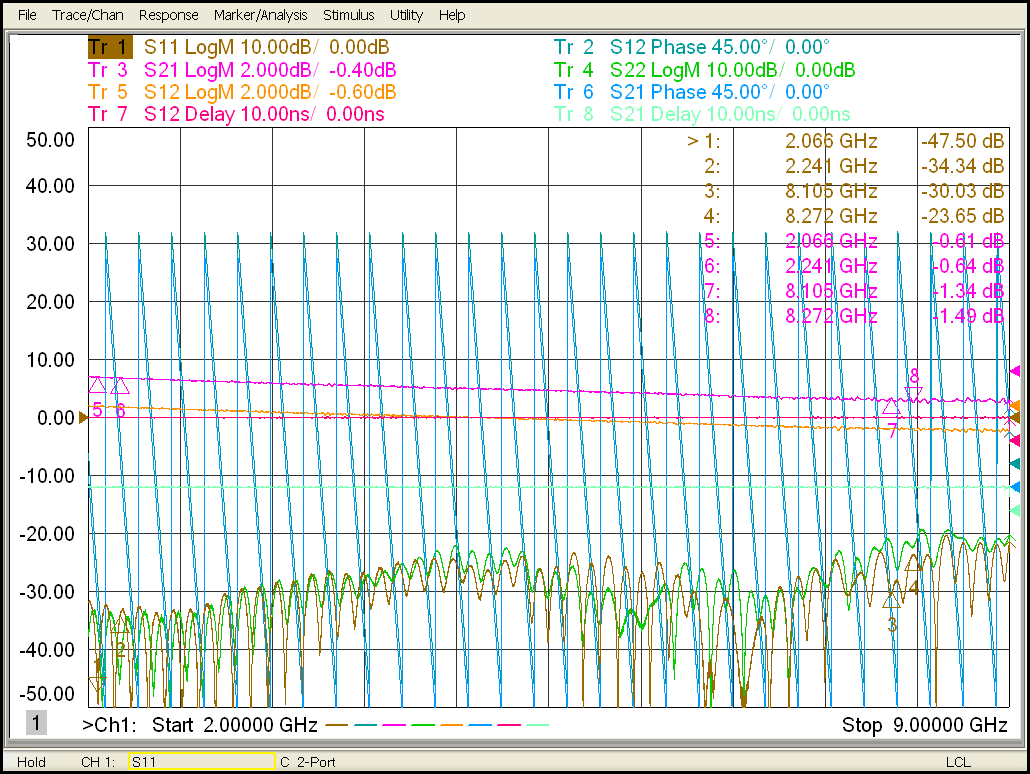 File Trace/Chan Response Marker/Analysis Stimulus Utility Help
Tr 1 S11 LogM 10.00dB/ 0.00dB
Tr 2 S12 Phase 45.00°/ 0.00°
Tr 3 S21 LogM 2.000dB/ -0.40dB
Tr 4 S22 LogM 10.00dB/ 0.00dB
Tr 5 S12 LogM 2.000dB/ -0.60dB
Tr 6 S21 Phase 45.00°/ 0.00°
Tr 7 S12 Delay 10.00ns/ 0.00ns
Tr 8 S21 Delay 10.00ns/ 0.00ns
50.00
40.00
30.00
20.00
10.00
0.00
-10.00
-20.00
-30.00
-40.00
-50.00
> 1: 2.066 GHz -47.50 dB
2: 2.241 GHz -34.34 dB
3: 8.105 GHz -30.03 dB
4: 8.272 GHz -23.65 dB
5: 2.066 GHz -0.61 dB
6: 2.241 GHz -0.64 dB
7: 8.105 GHz -1.34 dB
8: 8.272 GHz -1.49 dB
8
5 6
7
4
3
2
1
1 >Ch1: Start 2.00000 GHz
Stop 9.00000 GHz
Hold CH 1: S11 C 2-Port LCL